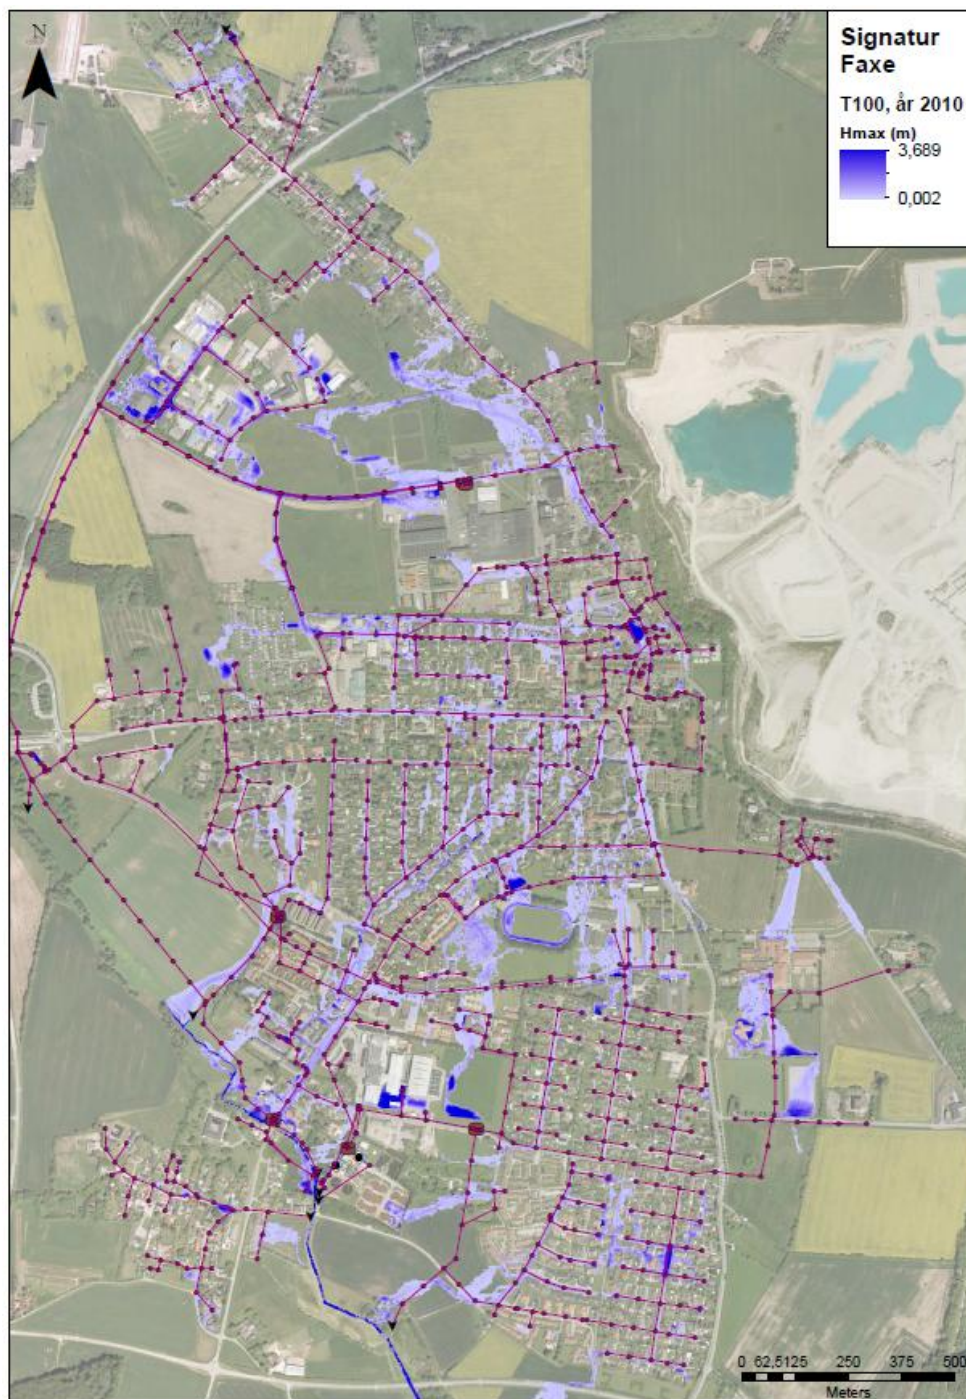 N
Signatur
Faxe
T100, år 2010
Hmax (m)
3,689
0,002
0 62,5125 250 375 500
Meters